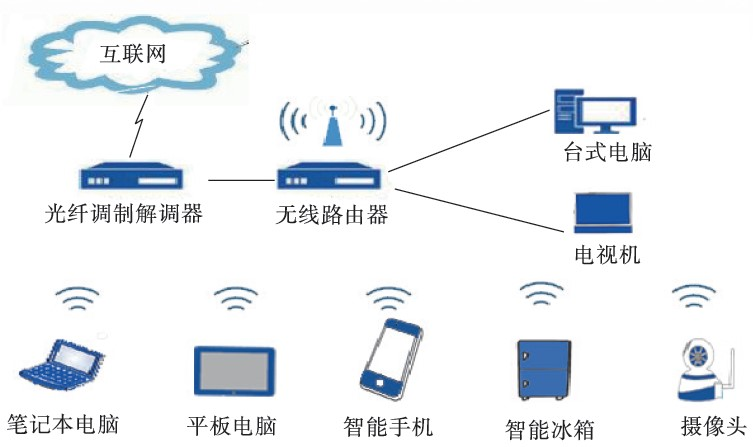 互联网
台式电脑
光纤调制解调器
无线路由器
电视机
笔记本电脑
平板电脑
智能手机
智能冰箱
摄像头